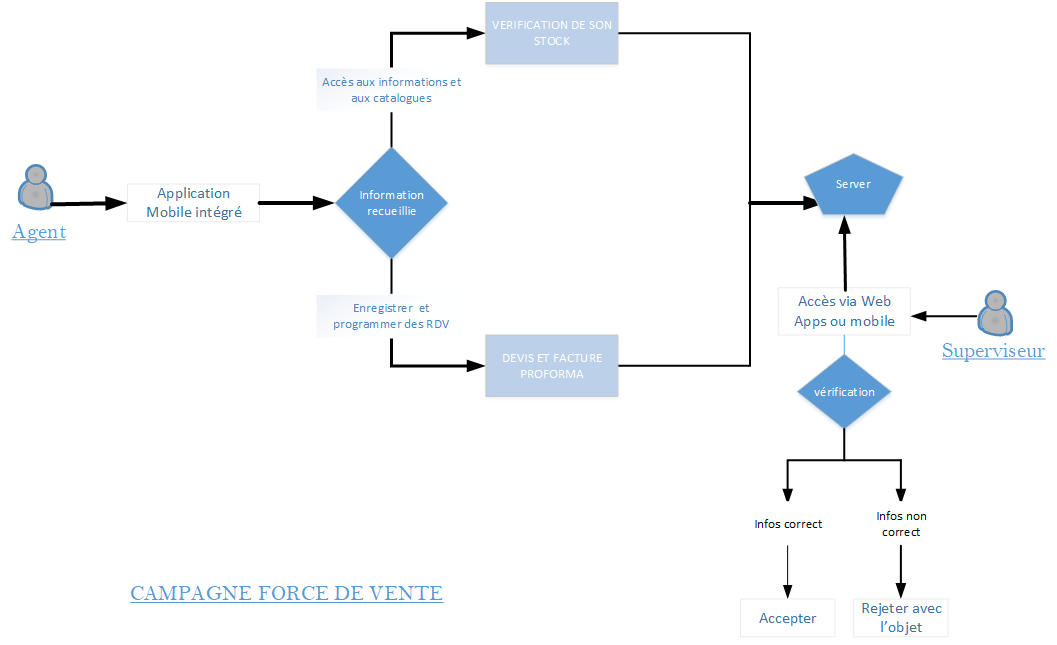 VERIFICATION DE SON
STOCK
Accès aux informations et
aux catalogues
Application
Mobile intégré
Information
recueillie
Server
Agent
Enregistrer et
programmer des RDV
Accès via Web
Apps ou mobile
Superviseur
DEVIS ET FACTURE
PROFORMA
vérification
Infos correct
Infos non
correct
CAMPAGNE FORCE DE VENTE
Accepter
Rejeter avec
l’objet